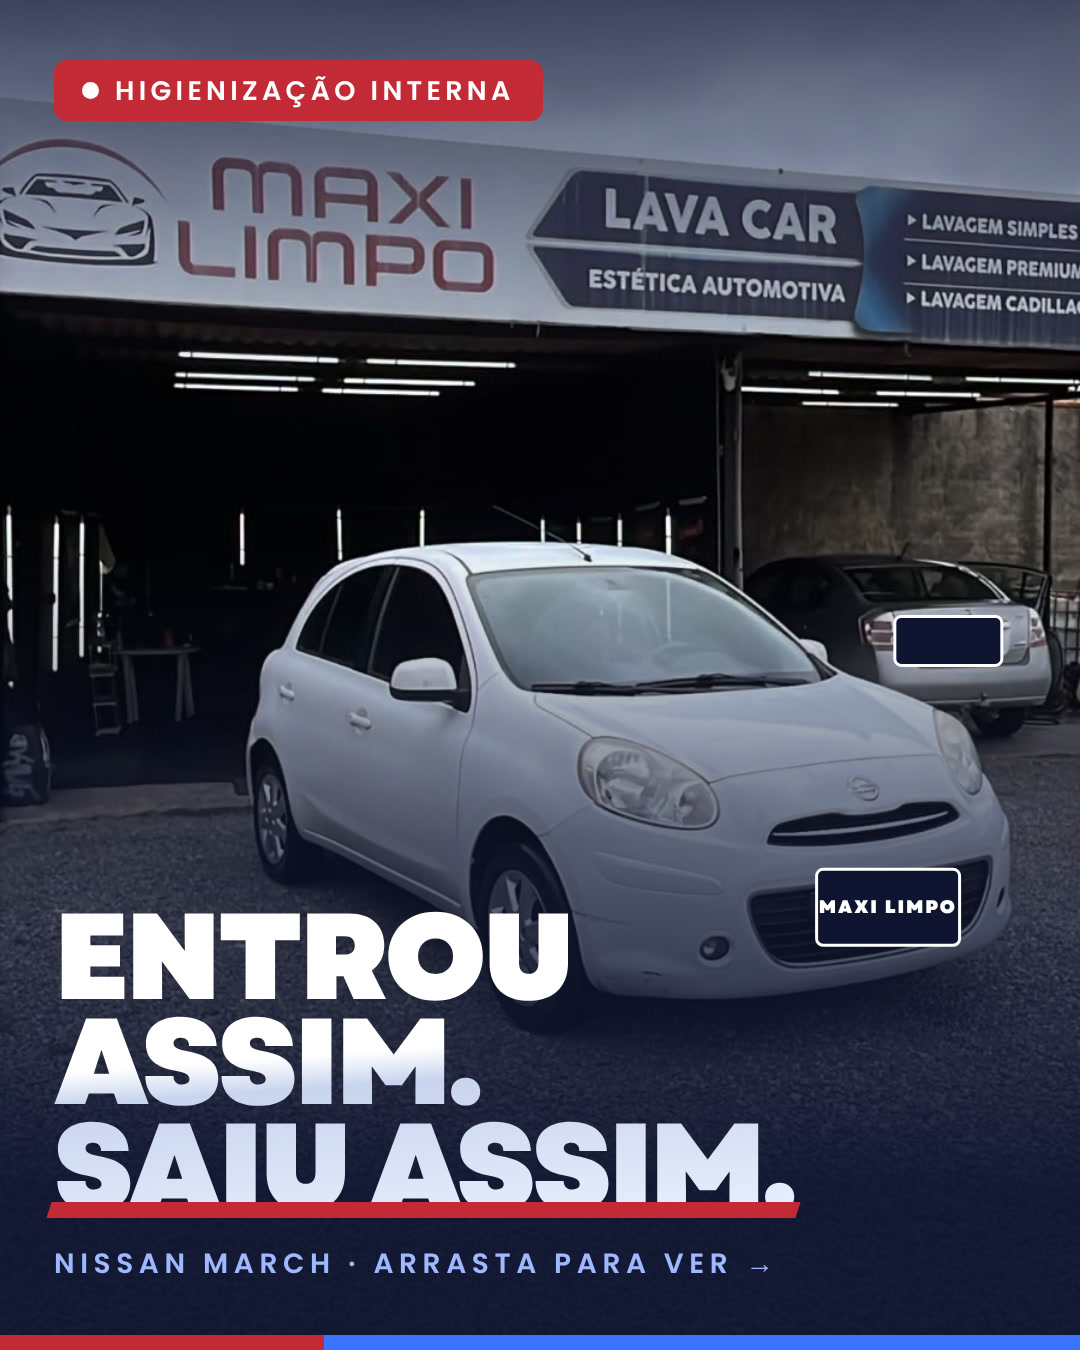 HIGIENIZAÇÃO INTERNA
MAXI
LIMPO
LAVA CAR
ESTÉTICA AUTOMOTIVA
LAVAGEM SIMPLES
LAVAGEM PREMIUM
LAVAGEM CADILLAC
MAXI LIMPO
ENTROU
ASSIM.
SAIU ASSIM.
NISSAN MARCH · ARRASTA PARA VER →